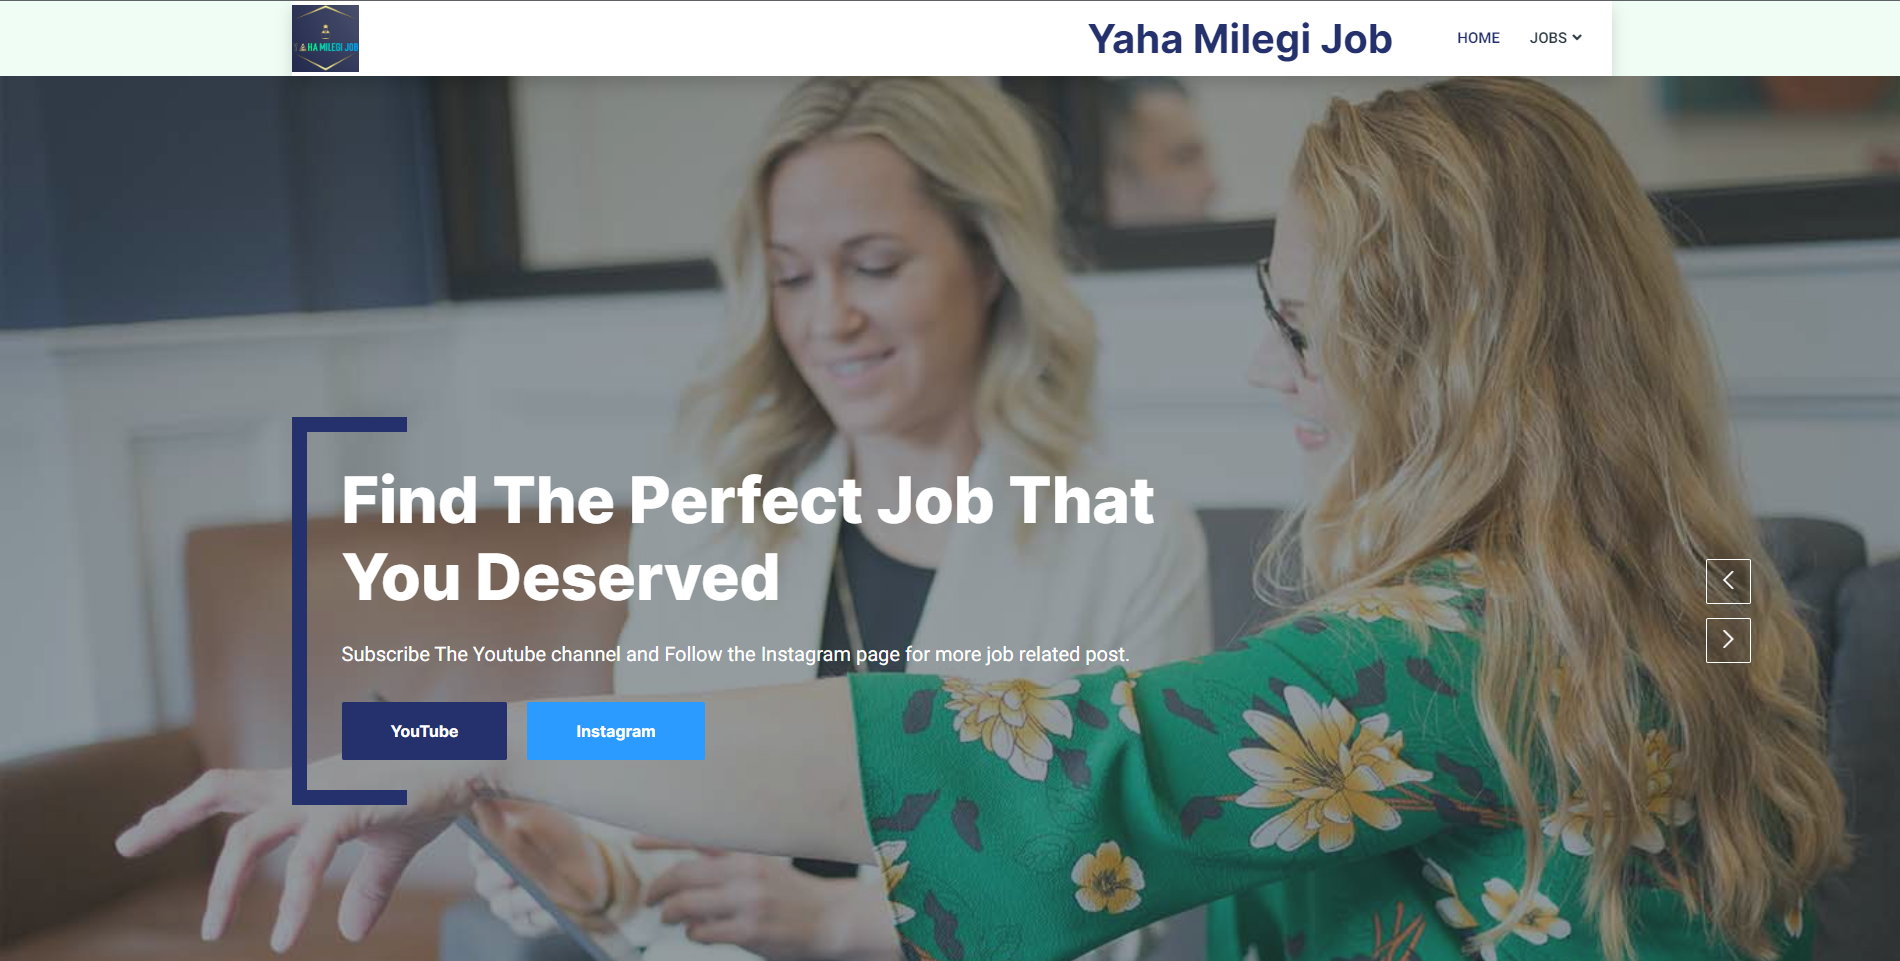 YAHA MILEGI JOB
Yaha Milegi Job
HOME
JOBS
Find The Perfect Job That
You Deserved
Subscribe The Youtube channel and Follow the Instagram page for more job related post.
YouTube
Instagram